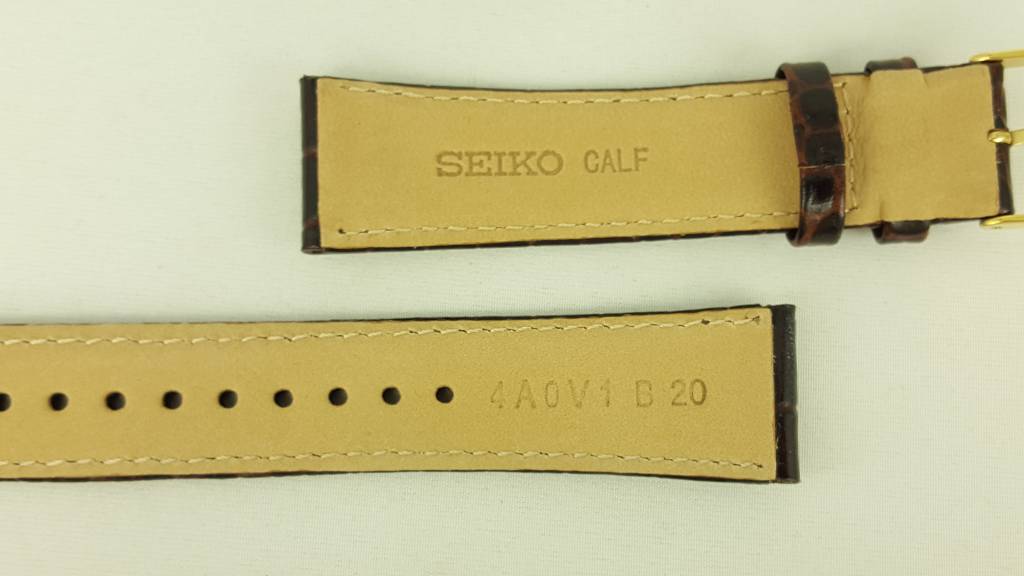 SEIKO CALF
4A0V1 B 20